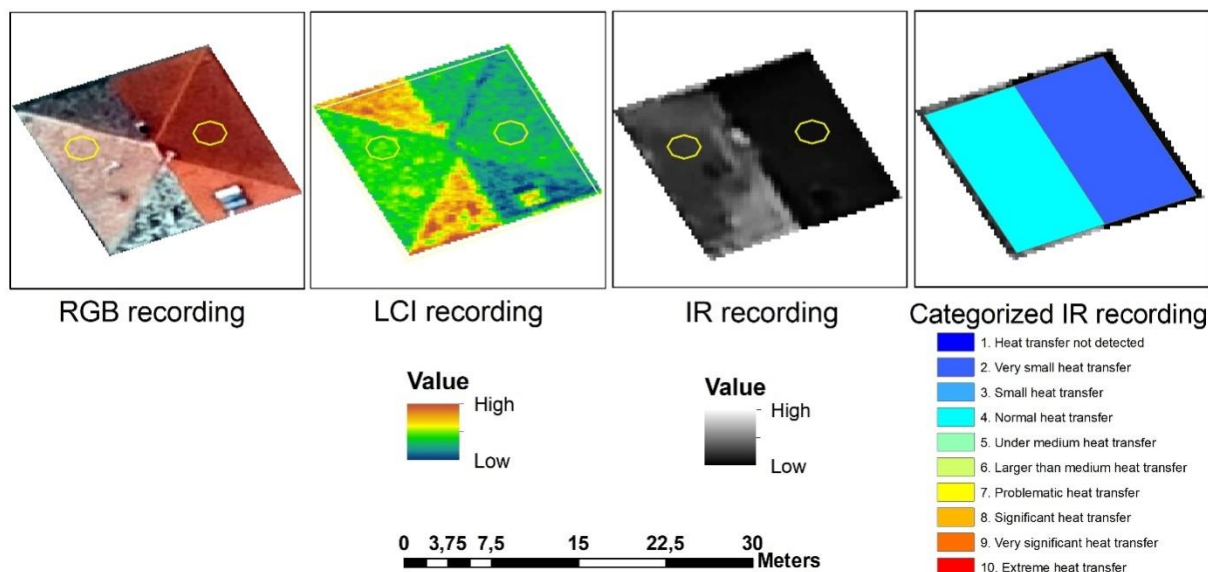 RGB recording
LCI recording
IR recording
Categorized IR recording
Value
High
Low
Value
High
Low
1. Heat transfer not detected
2. Very small heat transfer
3. Small heat transfer
4. Normal heat transfer
5. Under medium heat transfer
6. Larger than medium heat transfer
7. Problematic heat transfer
8. Significant heat transfer
9. Very significant heat transfer
10. Extreme heat transfer
0 3,75 7,5 15 22,5 30
Meters